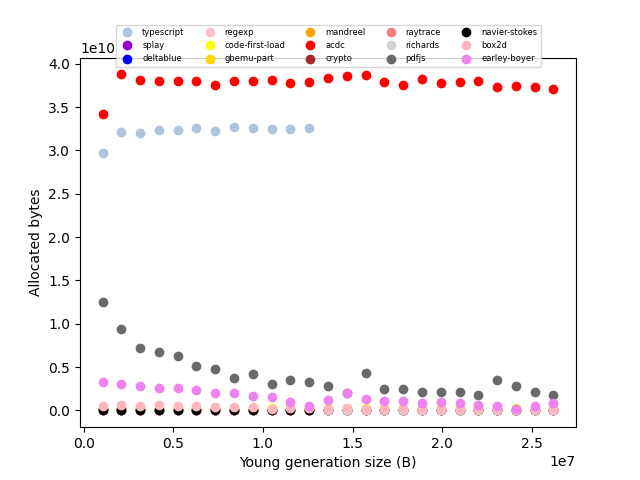 1e10
typescript regexp mandreel raytrace navier-stokes
splay code-first-load acdc richards box2d
deltablue gbemu-part crypto pdfjs earley-boyer
4.0
3.5
3.0
2.5
2.0
1.5
1.0
0.5
0.0
Allocated bytes
0.0 0.5 1.0 1.5 2.0 2.5
Young generation size (B)
1e7